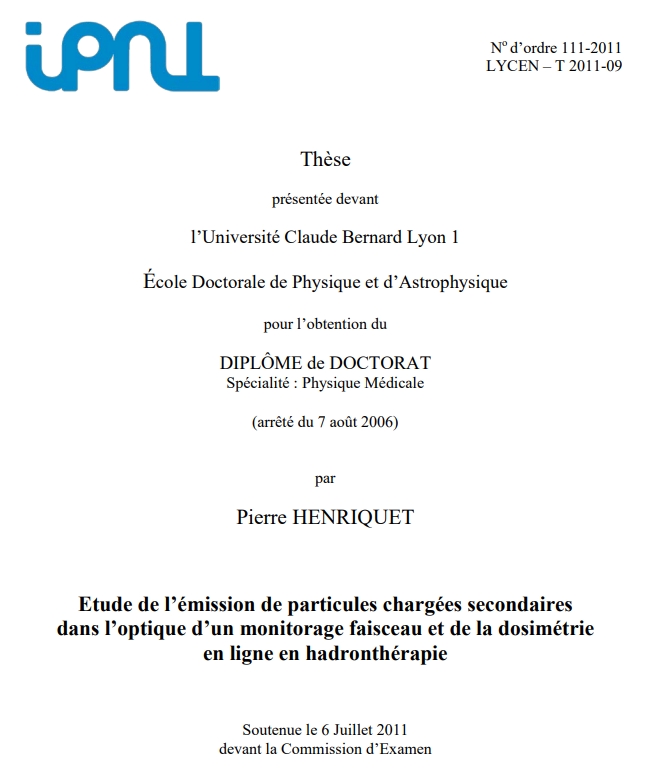 ipnl
Nº d'ordre 111-2011
LYCEN – T 2011-09
Thèse
présentée devant
l'Université Claude Bernard Lyon 1
École Doctorale de Physique et d'Astrophysique
pour l'obtention du
DIPLÔME de DOCTORAT
Spécialité : Physique Médicale
(arrêté du 7 août 2006)
par
Pierre HENRIQUET
Etude de l'émission de particules chargées secondaires
dans l'optique d'un monitorage faisceau et de la dosimétrie
en ligne en hadronthérapie
Soutenue le 6 Juillet 2011
devant la Commission d'Examen